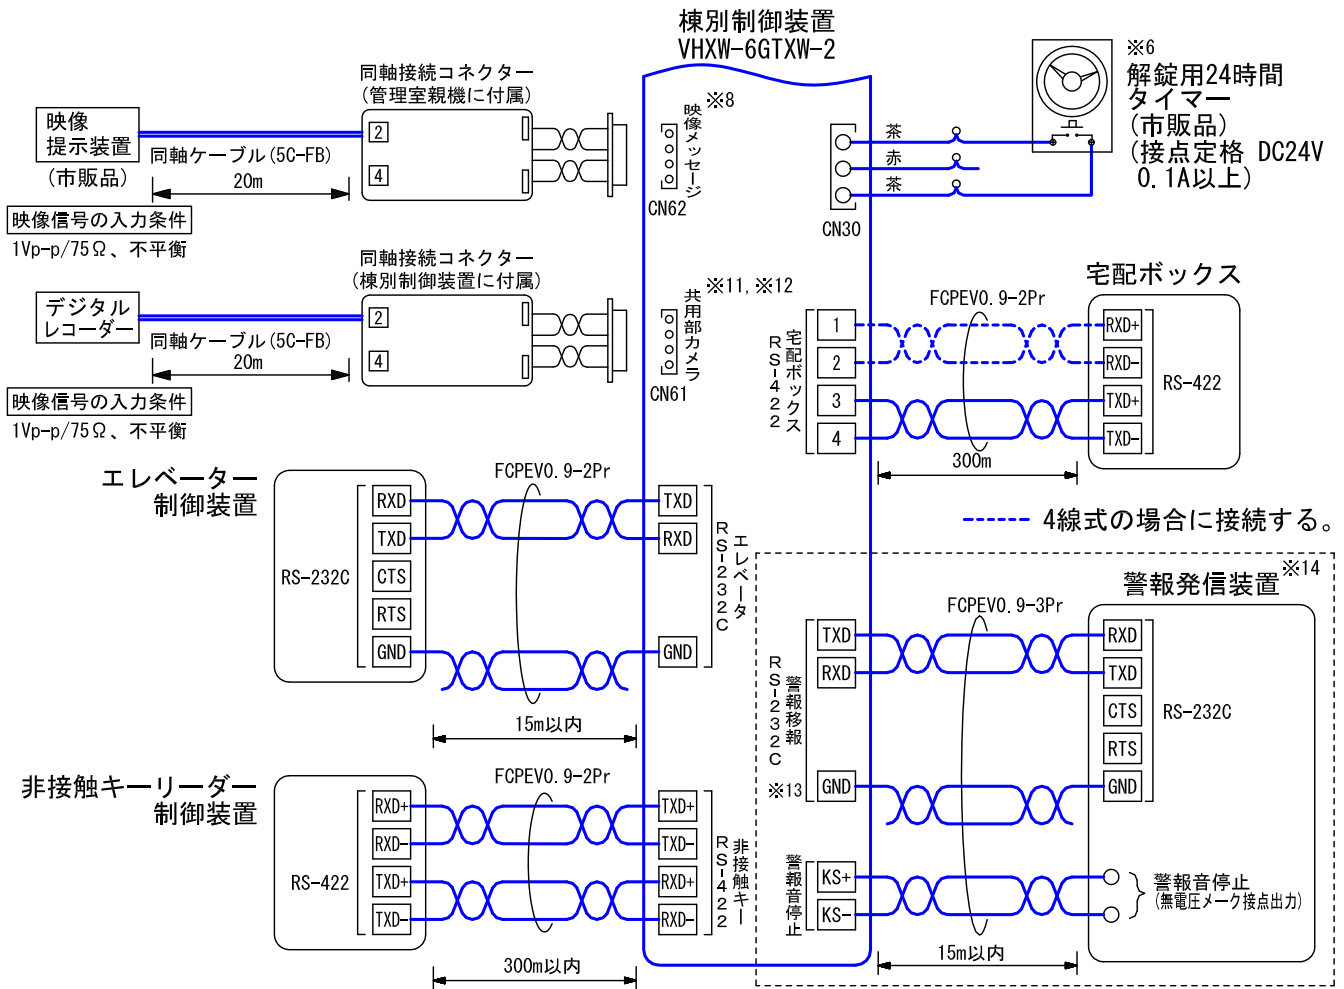 棟別制御装置
VHXW-6GTXW-2
同軸接続コネクター
(管理室親機に付属)
映像
提示装置
(市販品)
同軸ケーブル(5C-FB)
20m
2
4
映像信号の入力条件
1Vp-p/75Ω、不平衡
※8
映像メッセージ
CN62
茶
赤
茶
CN30
※6
解錠用24時間
タイマー
(市販品)
(接点定格 DC24V
0.1A以上)
同軸接続コネクター
(棟別制御装置に付属)
デジタル
レコーダー
同軸ケーブル(5C-FB)
20m
2
4
映像信号の入力条件
1Vp-p/75Ω、不平衡
※11,※12
共用部カメラ
CN61
宅配ボックス
RS-422
1
2
3
4
FCPEV0.9-2Pr
300m
宅配ボックス
RXD+
RXD-
TXD+
TXD-
RS-422
4線式の場合に接続する。
エレベーター
制御装置
RS-232C
RXD
TXD
CTS
RTS
GND
FCPEV0.9-2Pr
15m以内
TXD
RXD
GND
エレベータ
RS-232C
※14
警報発信装置
警報移報
RS-232C
※13
TXD
RXD
GND
FCPEV0.9-3Pr
RXD
TXD
CTS
RTS
GND
RS-232C
警報音停止
KS+
KS-
15m以内
警報音停止
(無電圧メーク接点出力)
非接触キーリーダー
制御装置
RS-422
RXD+
RXD-
TXD+
TXD-
FCPEV0.9-2Pr
300m以内
TXD+
TXD-
RXD+
RXD-
非接触キー
RS-422